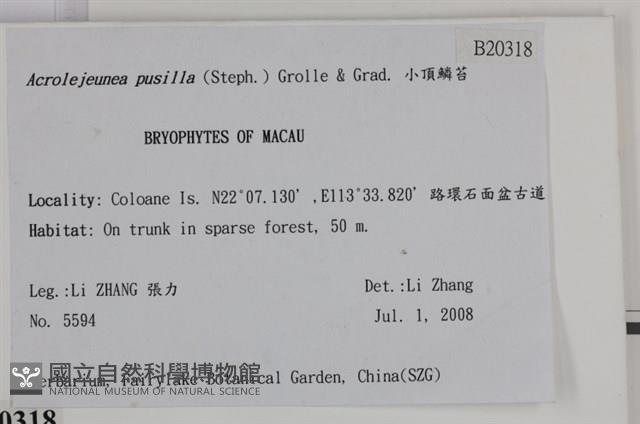 B20318
Acrolejeunea pusilla (Steph.) Grolle & Grad. 小頂鱗苔
BRYOPHYTES OF MACAU
Locality: Coloane Is. N22°07.130' ,E113°33.820' 路環石面盆古道
Habitat: On trunk in sparse forest, 50 m.
Leg.:Li ZHANG 張力 Det.:Li Zhang
No. 5594 Jul. 1, 2008
Herbarium, Fairylake Botanical Garden, China(SZG)
國立自然科學博物館
NATIONAL MUSEUM OF NATURAL SCIENCE
0318